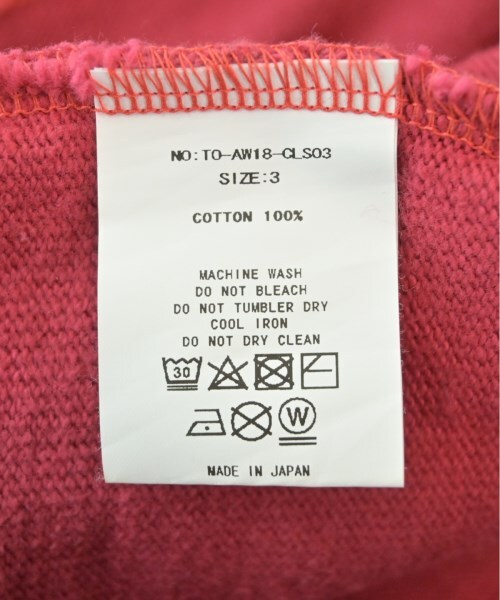 NO:TO-AW18-CLS03
SIZE:3
COTTON 100%
MACHINE WASH
DO NOT BLEACH
DO NOT TUMBLER DRY
COOL IRON
DO NOT DRY CLEAN
30
W
MADE IN JAPAN